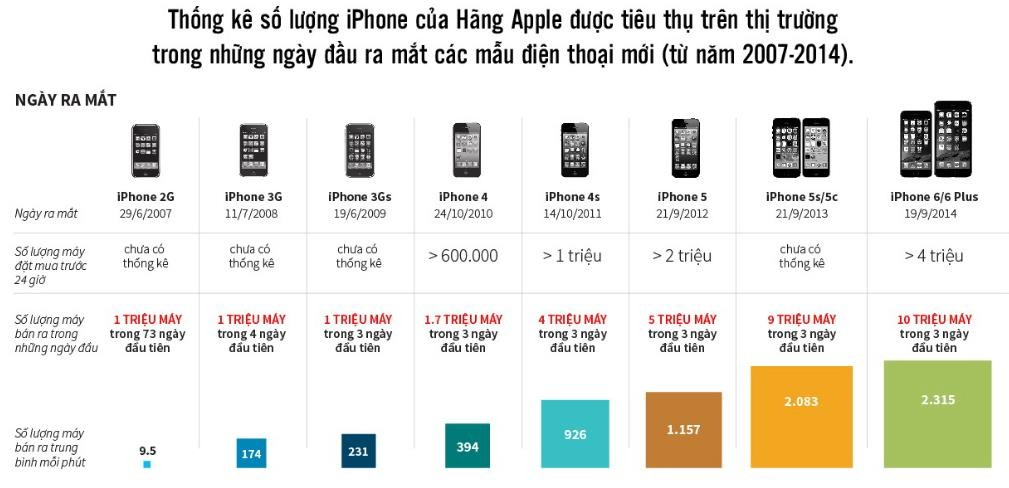 Thống kê số lượng iPhone của Hãng Apple được tiêu thụ trên thị trường
trong những ngày đầu ra mắt các mẫu điện thoại mới (từ năm 2007-2014).
NGÀY RA MẮT
iPhone 2G iPhone 3G iPhone 3Gs iPhone 4 iPhone 4s iPhone 5 iPhone 5s/5c iPhone 6/6 Plus
Ngày ra mắt 29/6/2007 11/7/2008 19/6/2009 24/10/2010 14/10/2011 21/9/2012 21/9/2013 19/9/2014
Số lượng máy
đặt mua trước
24 giờ
chưa có
thống kê
chưa có
thống kê
chưa có
thống kê
> 600.000
> 1 triệu
> 2 triệu
chưa có
thống kê
> 4 triệu
Số lượng máy
bán ra trong
những ngày đầu
1 TRIỆU MÁY
trong 73 ngày
đầu tiên
1 TRIỆU MÁY
trong 4 ngày
đầu tiên
1 TRIỆU MÁY
trong 3 ngày
đầu tiên
1.7 TRIỆU MÁY
trong 3 ngày
đầu tiên
4 TRIỆU MÁY
trong 3 ngày
đầu tiên
5 TRIỆU MÁY
trong 3 ngày
đầu tiên
9 TRIỆU MÁY
trong 3 ngày
đầu tiên
10 TRIỆU MÁY
trong 3 ngày
đầu tiên
Số lượng máy
bán ra trung
bình mỗi phút
9.5
174
231
394
926
1.157
2.083
2.315